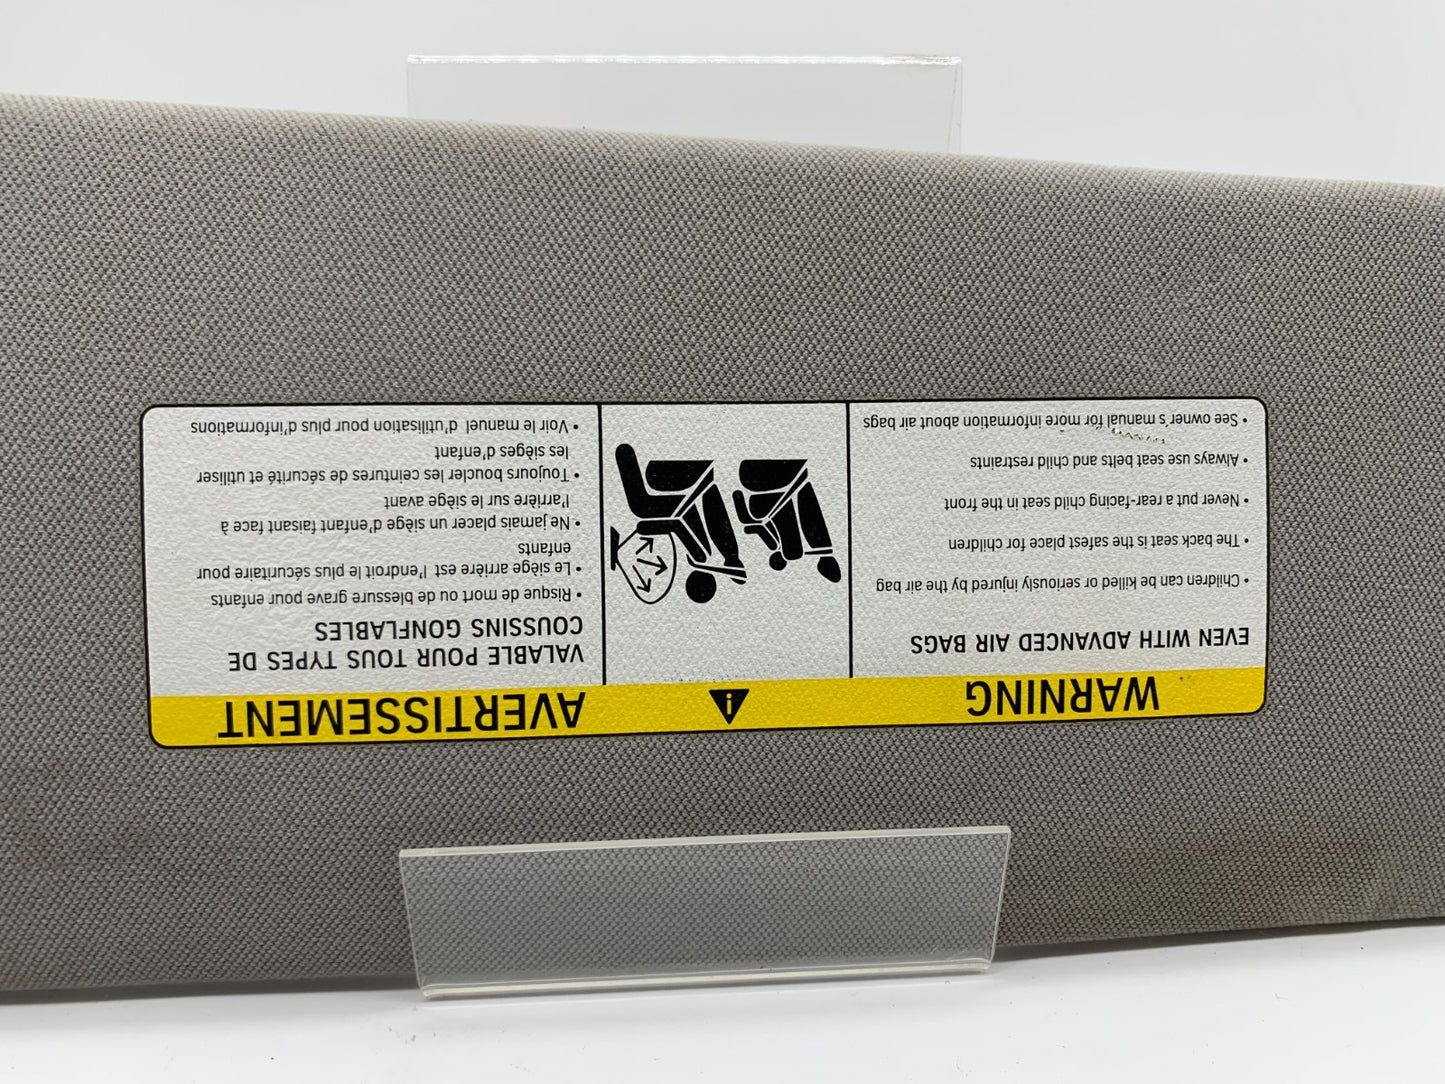 WARNING
EVEN WITH ADVANCED AIR BAGS
• Children can be killed or seriously injured by the air bag
• The back seat is the safest place for children
• Never put a rear-facing child seat in the front
• Always use seat belts and child restraints
• See owner's manual for more information about air bags
AVERTISSEMENT
VALABLE POUR TOUS TYPES DE
COUSSINS GONFLABLES
• Risque de mort ou de blessure grave pour enfants
• Le siège arrière est l'endroit le plus sécuritaire pour
enfants
• Ne jamais placer un siège d'enfant faisant face à
l'arrière sur le siège avant
• Toujours boucler les ceintures de sécurité et utiliser
les sièges d'enfant
• Voir le manuel d'utilisation pour plus d'informations